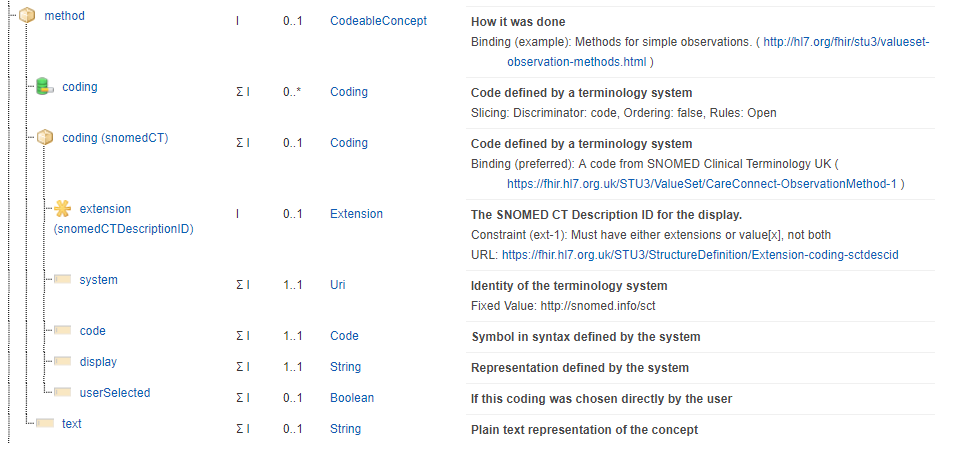 method I 0..1 CodeableConcept How it was done
Binding (example): Methods for simple observations. ( http://hl7.org/fhir/stu3/valueset-
observation-methods.html )
coding Σ I 0..* Coding Code defined by a terminology system
Slicing: Discriminator: code, Ordering: false, Rules: Open
coding (snomedCT) Σ I 0..1 Coding Code defined by a terminology system
Binding (preferred): A code from SNOMED Clinical Terminology UK (
https://fhir.hl7.org.uk/STU3/ValueSet/CareConnect-ObservationMethod-1 )
extension I 0..1 Extension The SNOMED CT Description ID for the display.
(snomedCTDescriptionID) Constraint (ext-1): Must have either extensions or value[x], not both
URL: https://fhir.hl7.org.uk/STU3/StructureDefinition/Extension-coding-sctdescid
system Σ I 1..1 Uri Identity of the terminology system
Fixed Value: http://snomed.info/sct
code Σ I 1..1 Code Symbol in syntax defined by the system
display Σ I 1..1 String Representation defined by the system
userSelected Σ I 0..1 Boolean If this coding was chosen directly by the user
text Σ I 0..1 String Plain text representation of the concept